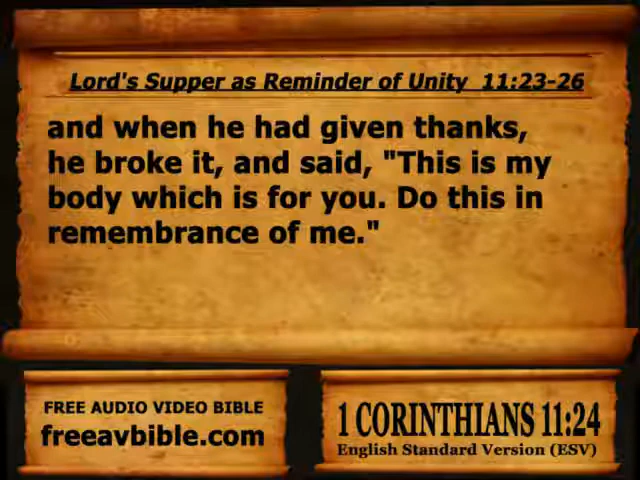 Lord's Supper as Reminder of Unity 11:23-26
and when he had given thanks,
he broke it, and said, "This is my
body which is for you. Do this in
remembrance of me."
FREE AUDIO VIDEO BIBLE
freeavbible.com
1 CORINTHIANS 11:24
English Standard Version (ESV)